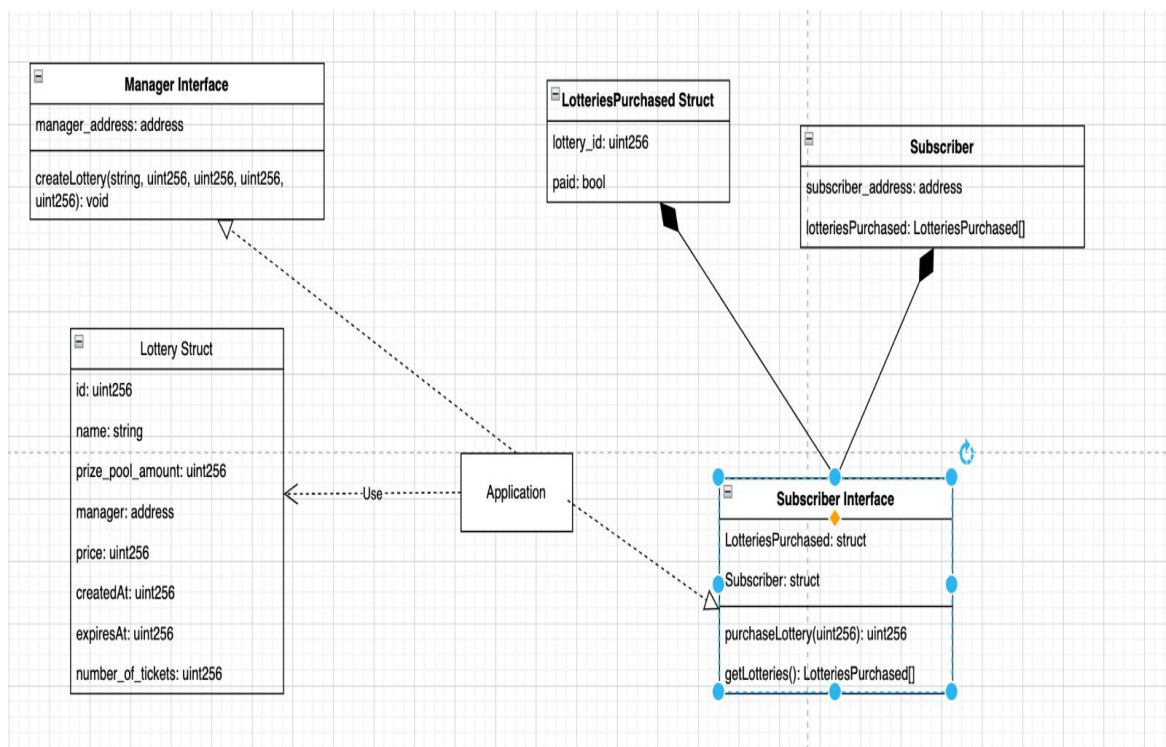 Manager Interface
manager_address: address
createLottery(string, uint256, uint256, uint256,
uint256): void
LotteriesPurchased Struct
lottery_id: uint256
paid: bool
Subscriber
subscriber_address: address
lotteriesPurchased: LotteriesPurchased[]
Lottery Struct
id: uint256
name: string
prize_pool_amount: uint256
manager: address
price: uint256
createdAt: uint256
expiresAt: uint256
number_of_tickets: uint256
Use
Application
Subscriber Interface
LotteriesPurchased: struct
Subscriber: struct
purchaseLottery(uint256): uint256
getLotteries(): LotteriesPurchased[]